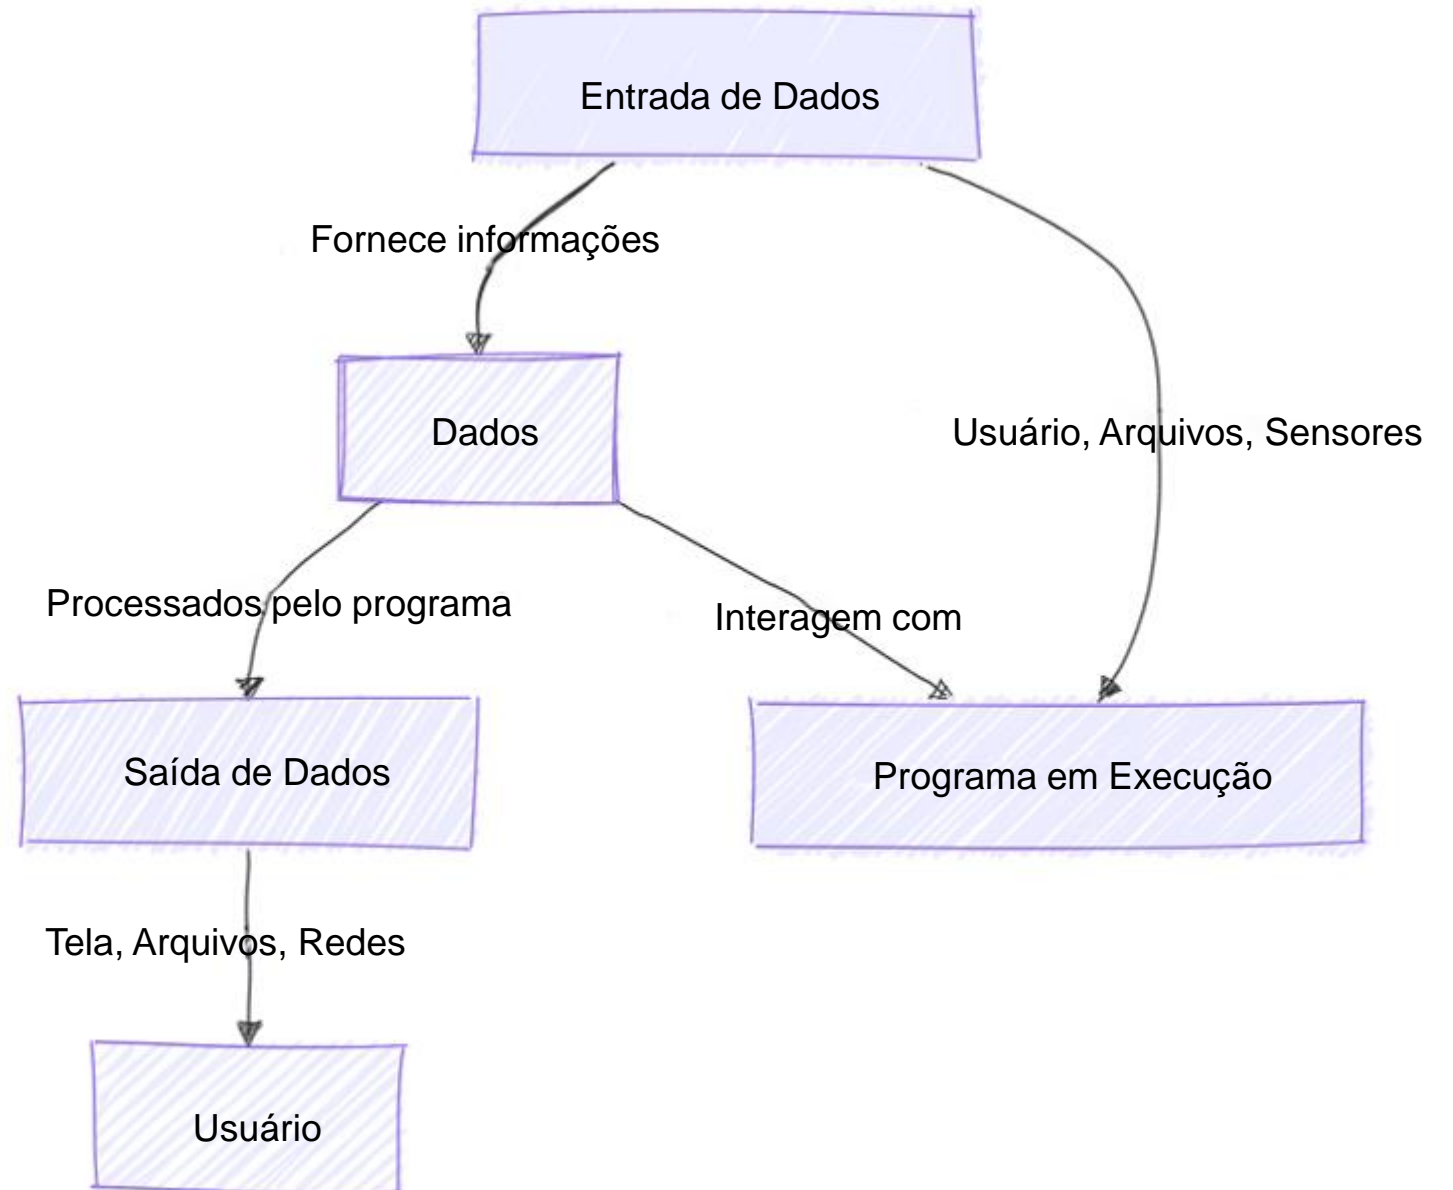 Entrada de Dados
Fornece informações
Dados
Usuário, Arquivos, Sensores
Processados pelo programa
Interagem com
Saída de Dados
Programa em Execução
Tela, Arquivos, Redes
Usuário